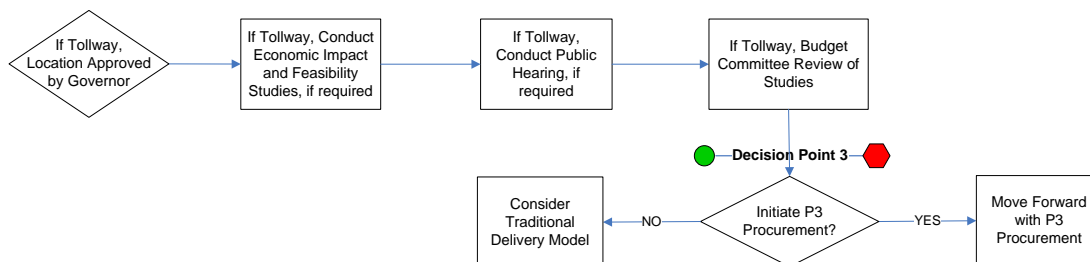 If Tollway,
Location Approved
by Governor
If Tollway, Conduct
Economic Impact
and Feasibility
Studies, if required
If Tollway,
Conduct Public
Hearing, if
required
If Tollway, Budget
Committee Review of
Studies
Decision Point 3
Consider
Traditional
Delivery Model
NO
Initiate P3
Procurement?
YES
Move Forward
with P3
Procurement